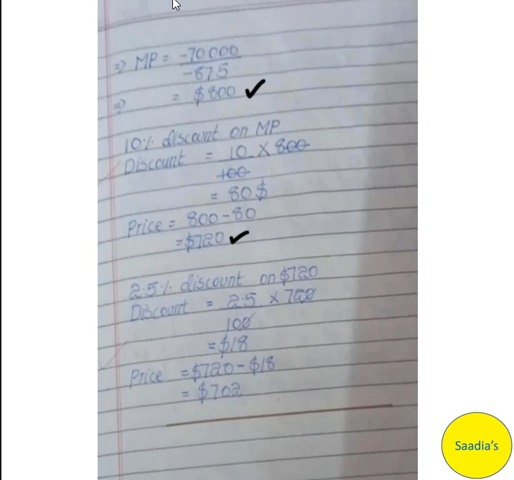 ⇒ MP = -70000
-87.5
⇒ = $800 ✓
10% discount on MP
Discount = 10 × 800
100
= 80$
Price = 800 - 80
= $720 ✓
2.5% discount on $720
Discount = 2.5 × 720
100
= $18
Price = $720 - $18
= $702
Saadia's